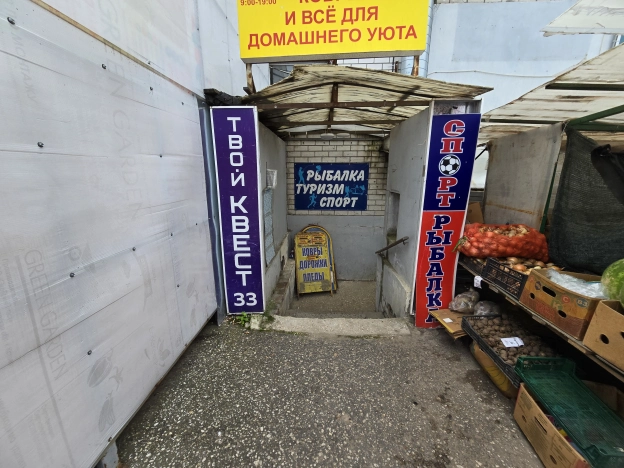 9:00-19:00
КОВРЫ
И ВСЁ ДЛЯ
ДОМАШНЕГО УЮТА
ТВОЙ КВЕСТ
33
РЫБАЛКА
ТУРИЗМ
СПОРТ
КОВРЫ
ДОРОЖКИ
ПЛЕДЫ
СПОРТ
РЫБАЛКА